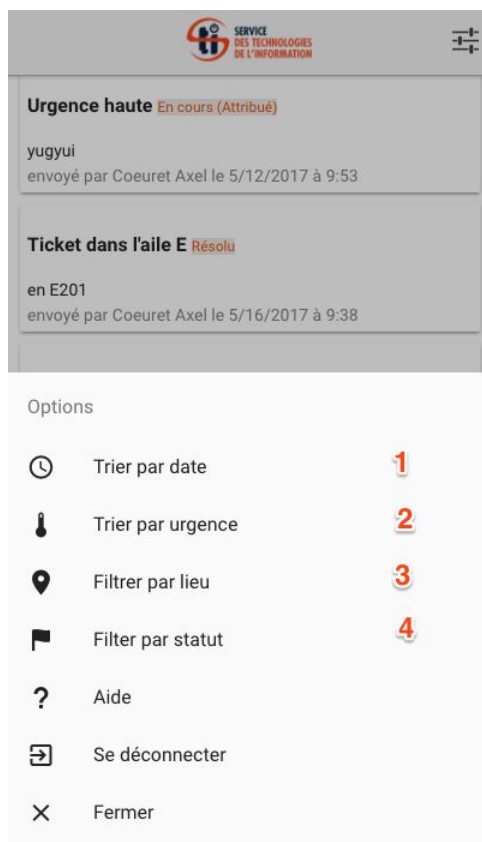 SERVICE
DES TECHNOLOGIES
DE L'INFORMATION
Urgence haute En cours (Attribué)
yugyui
envoyé par Coeuret Axel le 5/12/2017 à 9:53
Ticket dans l'aile E Résolu
en E201
envoyé par Coeuret Axel le 5/16/2017 à 9:38
Options
Trier par date 1
Trier par urgence 2
Filtrer par lieu 3
Filter par statut 4
? Aide
Se déconnecter
Fermer